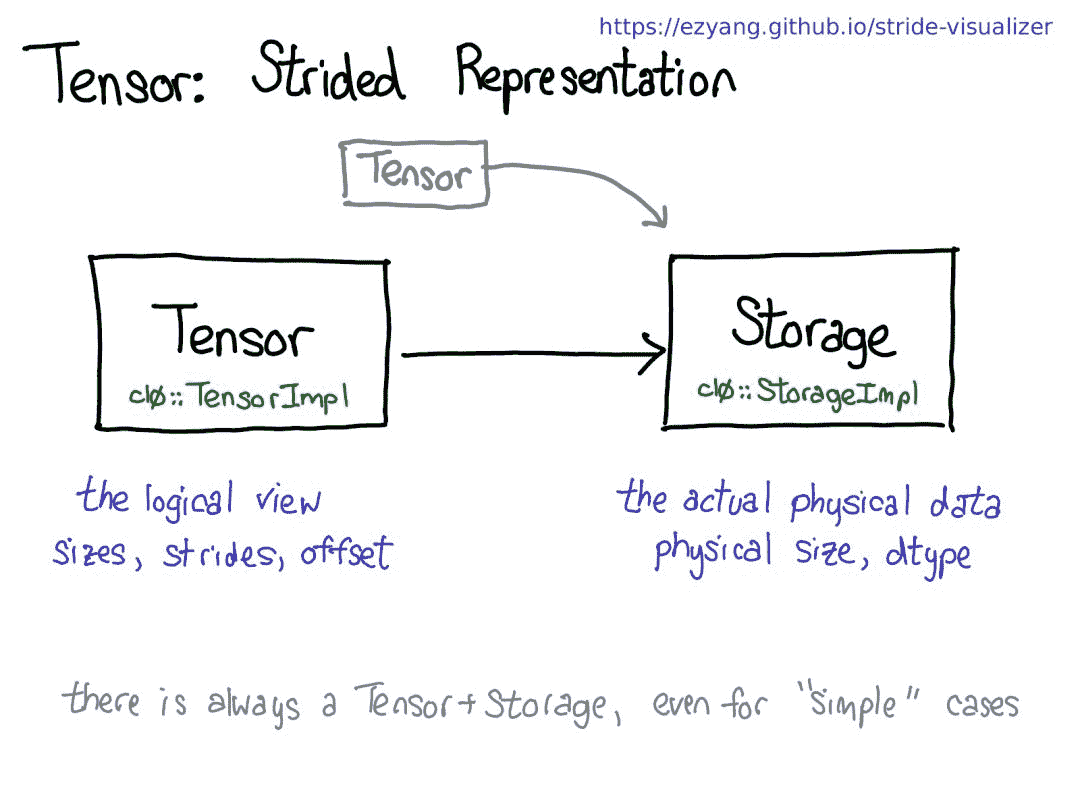 https://ezyang.github.io/stride-visualizer
Tensor: Strided Representation
Tensor
Tensor
c10::TensorImpl
Storage
c10::StorageImpl
the logical view
sizes, strides, offset
the actual physical data
physical size, dtype
there is always a Tensor+Storage, even for "simple" cases